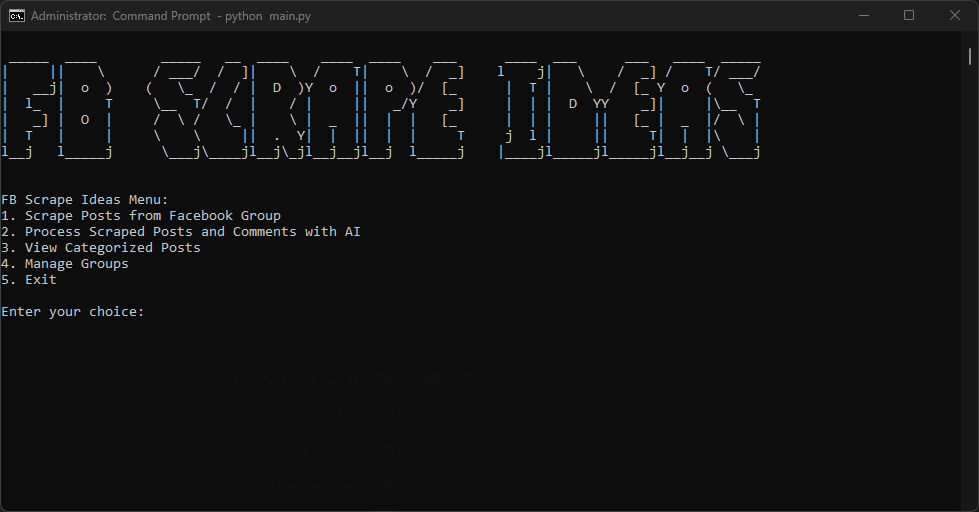 Administrator: Command Prompt - python main.py
FB SCRAPE IDEAS
FB Scrape Ideas Menu:
1. Scrape Posts from Facebook Group
2. Process Scraped Posts and Comments with AI
3. View Categorized Posts
4. Manage Groups
5. Exit
Enter your choice: